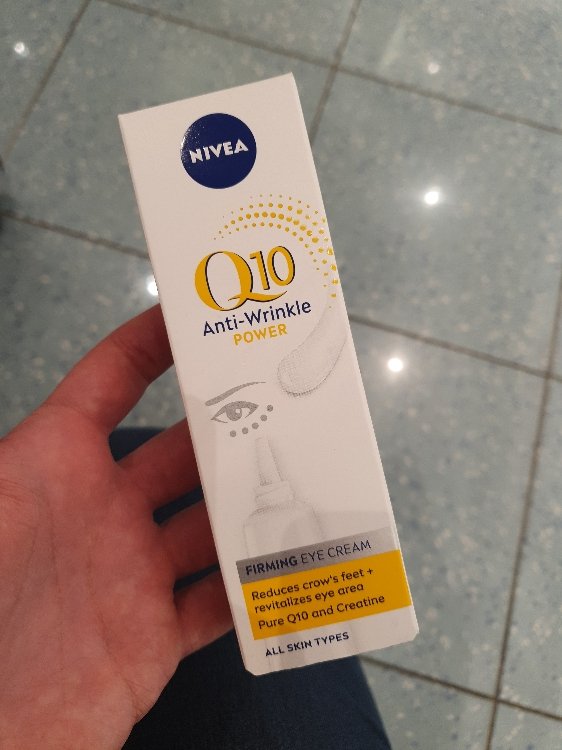 NIVEA
Q10
Anti-Wrinkle
POWER
FIRMING EYE CREAM
Reduces crow's feet +
revitalizes eye area
Pure Q10 and Creatine
ALL SKIN TYPES